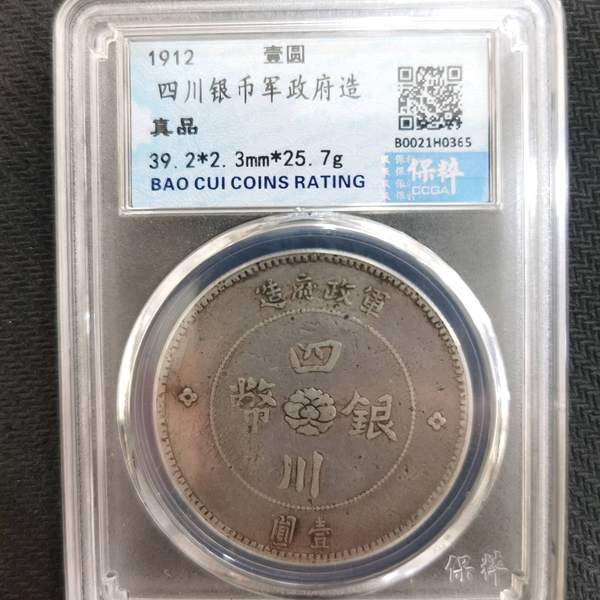 1912 壹圆
四川银币军政府造
真品
39.2*2.3mm*25.7g
BAO CUI COINS RATING
B0021H0365
保粹
CCGA
造府政軍
四川
幣銀
圓壹
保粹